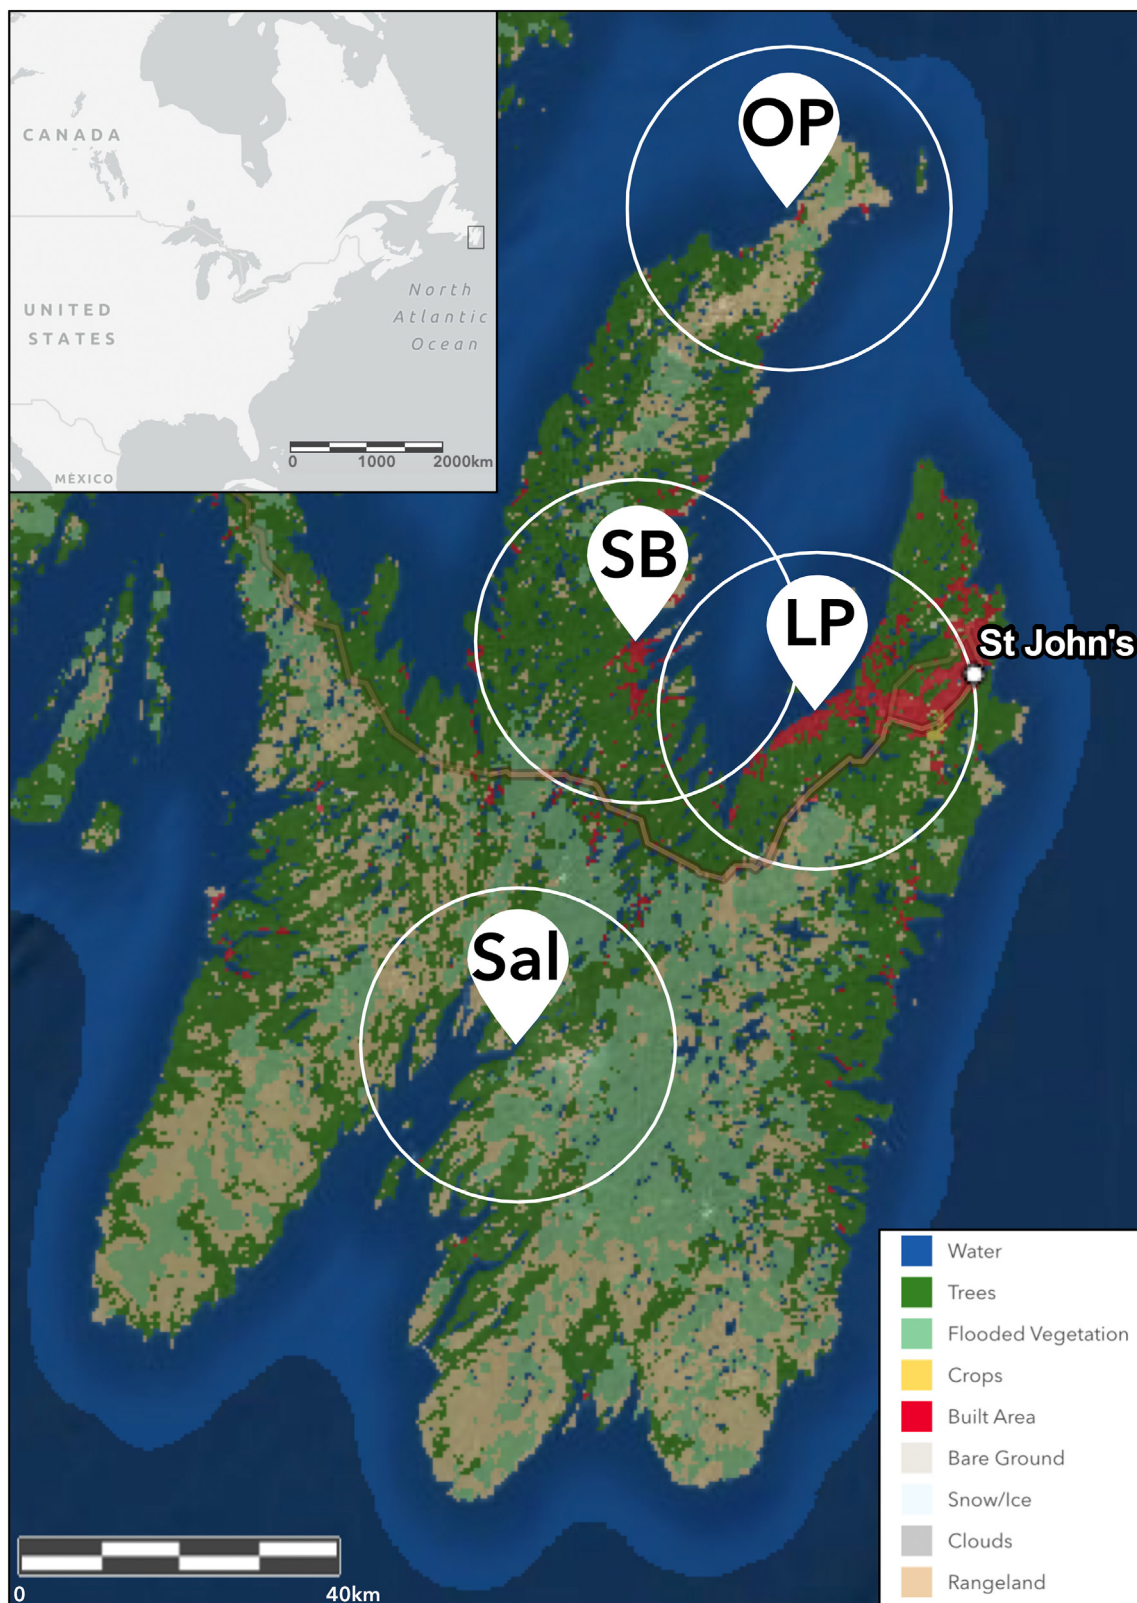 CANADA
UNITED
STATES
MÉXICO
North
Atlantic
Ocean
0 1000 2000km
OP
SB
LP
St John's
Sal
Water
Trees
Flooded Vegetation
Crops
Built Area
Bare Ground
Snow/Ice
Clouds
Rangeland
0 40km